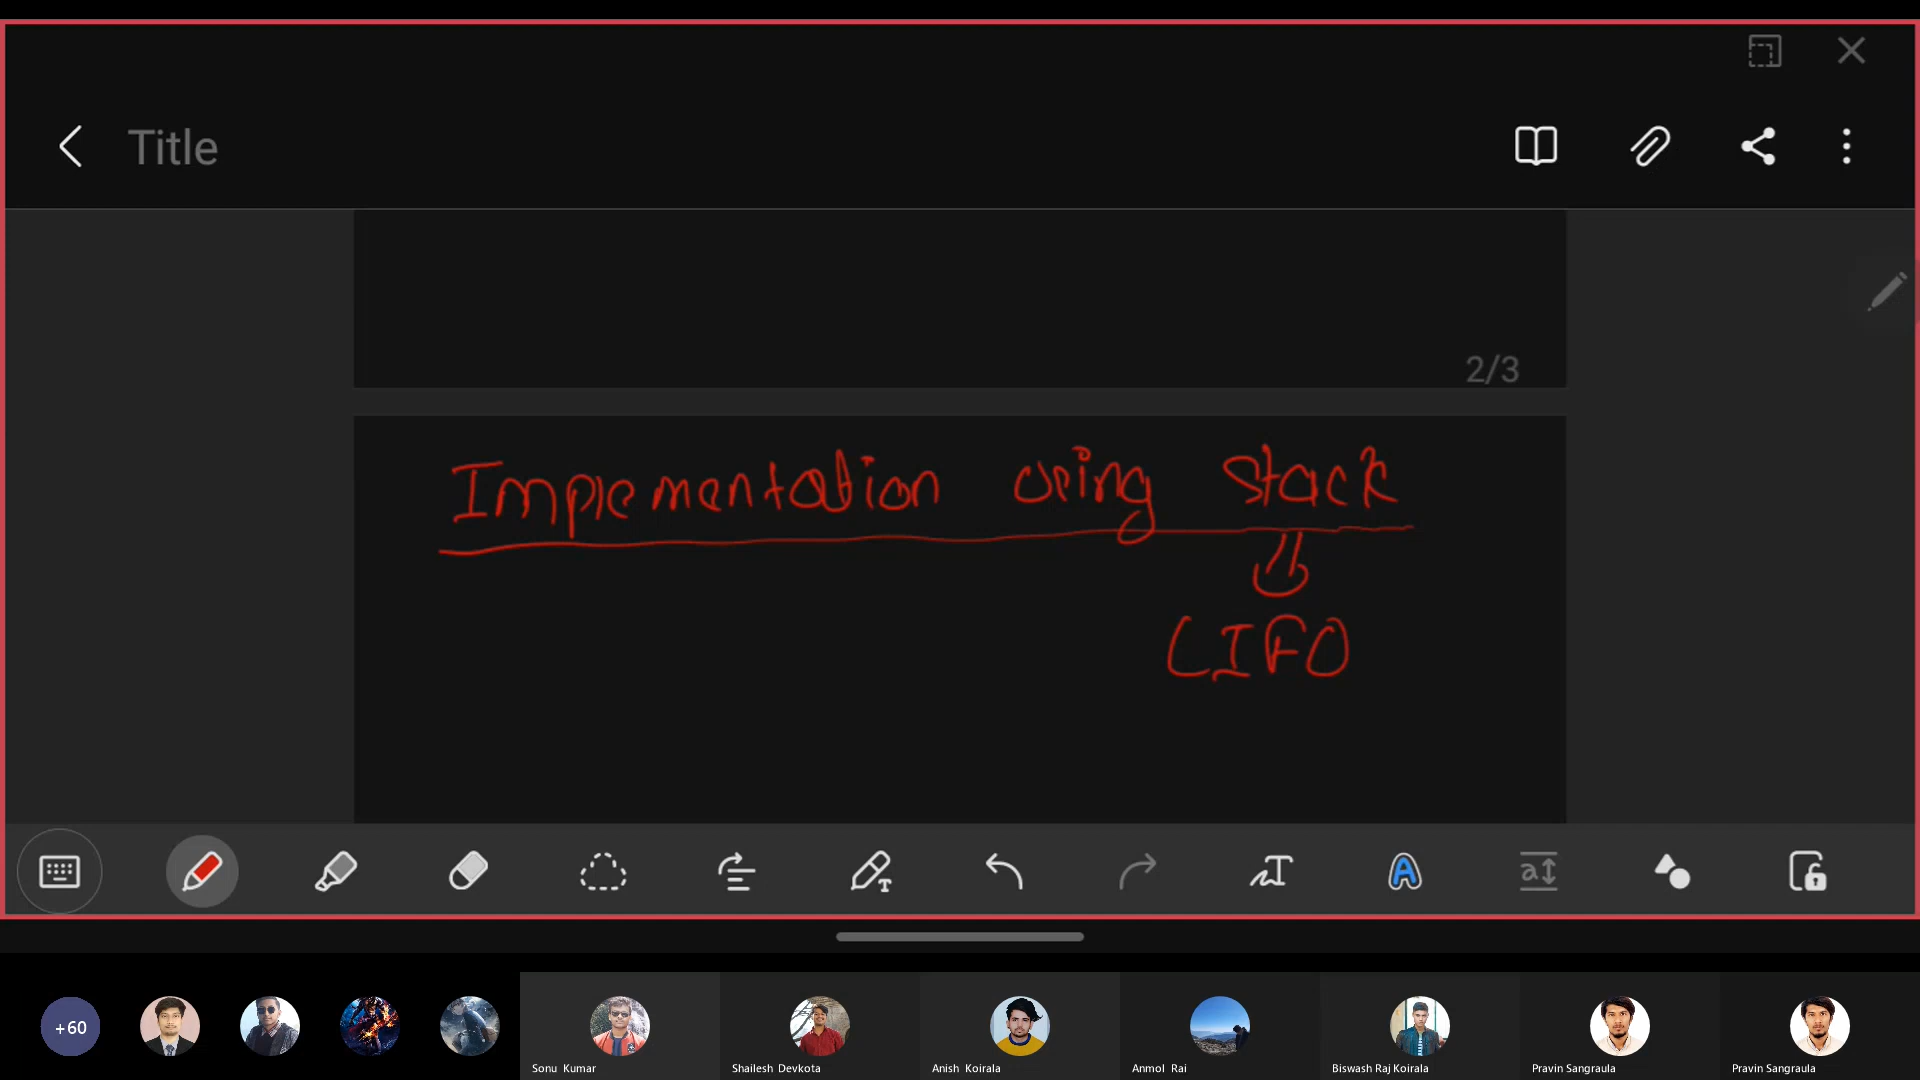 Title
2/3
Implementation using Stack
LIFO
T
T
A
a
+60
Sonu Kumar
Shailesh Devkota
Anish Koirala
Anmol Rai
Biswash Raj Koirala
Pravin Sangraula
Pravin Sangraula